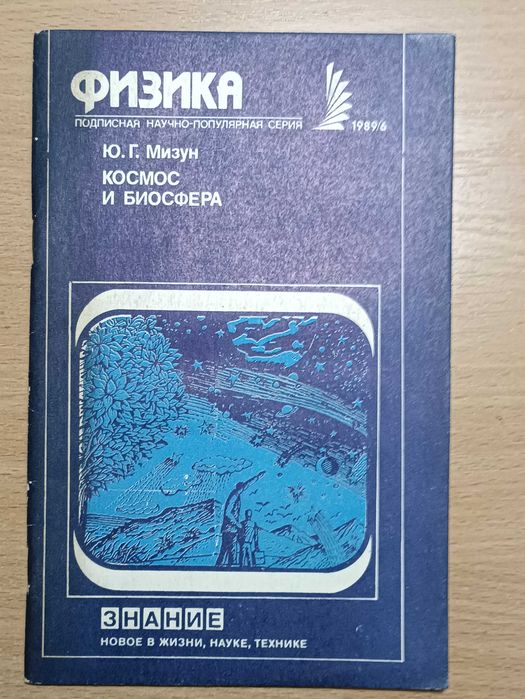 ФИЗИКА
ПОДПИСНАЯ НАУЧНО-ПОПУЛЯРНАЯ СЕРИЯ
1989/6
Ю. Г. Мизун
КОСМОС
И БИОСФЕРА
ЗНАНИЕ
НОВОЕ В ЖИЗНИ, НАУКЕ, ТЕХНИКЕ